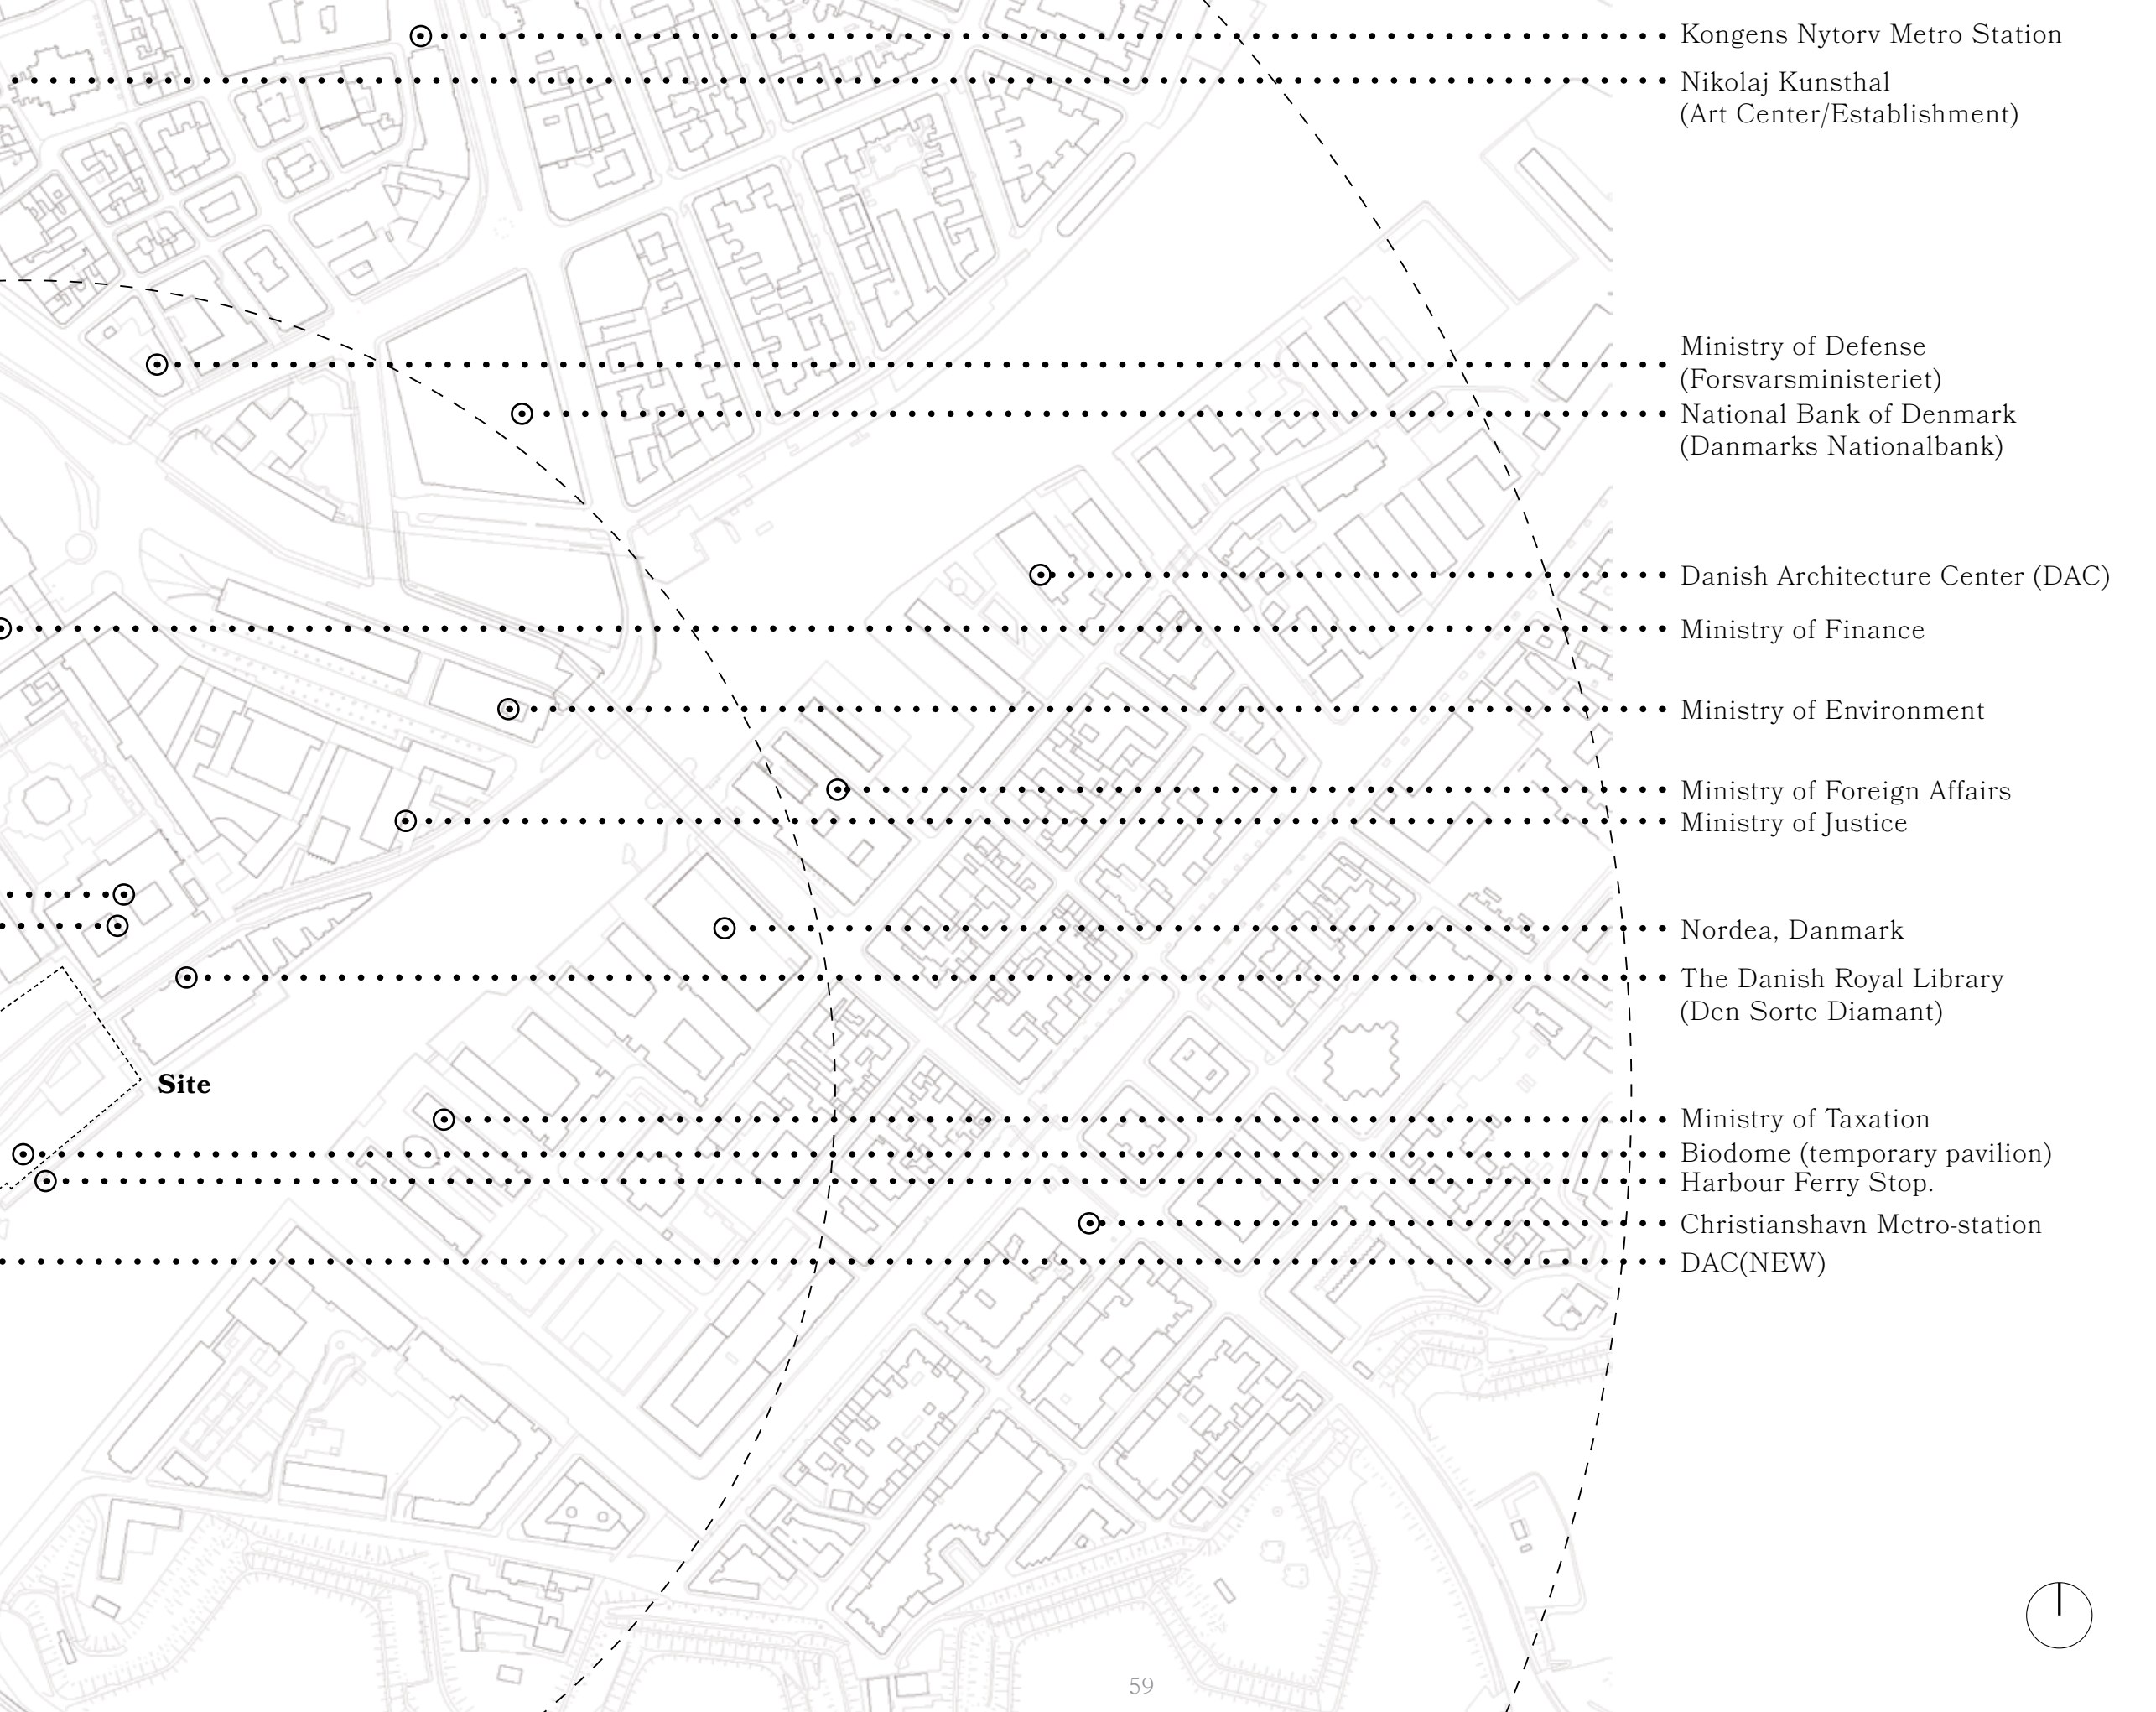 Kongens Nytorv Metro Station
Nikolaj Kunsthal
(Art Center/Establishment)
Ministry of Defense
(Forsvarsministeriet)
National Bank of Denmark
(Danmarks Nationalbank)
Danish Architecture Center (DAC)
Ministry of Finance
Ministry of Environment
Ministry of Foreign Affairs
Ministry of Justice
Nordea, Danmark
The Danish Royal Library
(Den Sorte Diamant)
Site
Ministry of Taxation
Biodome (temporary pavilion)
Harbour Ferry Stop.
Christianshavn Metro-station
DAC(NEW)
59